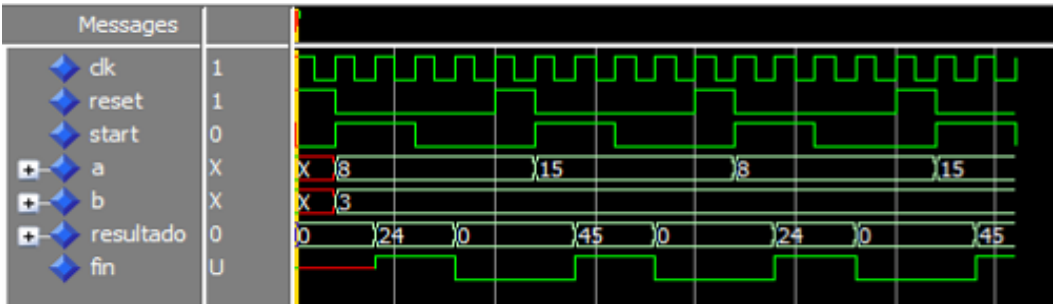 Messages
clk 1
reset 1
start 0
a X X 8 15 8 15
b X X 3
resultado 0 0 24 0 45 0 24 0 45
fin U